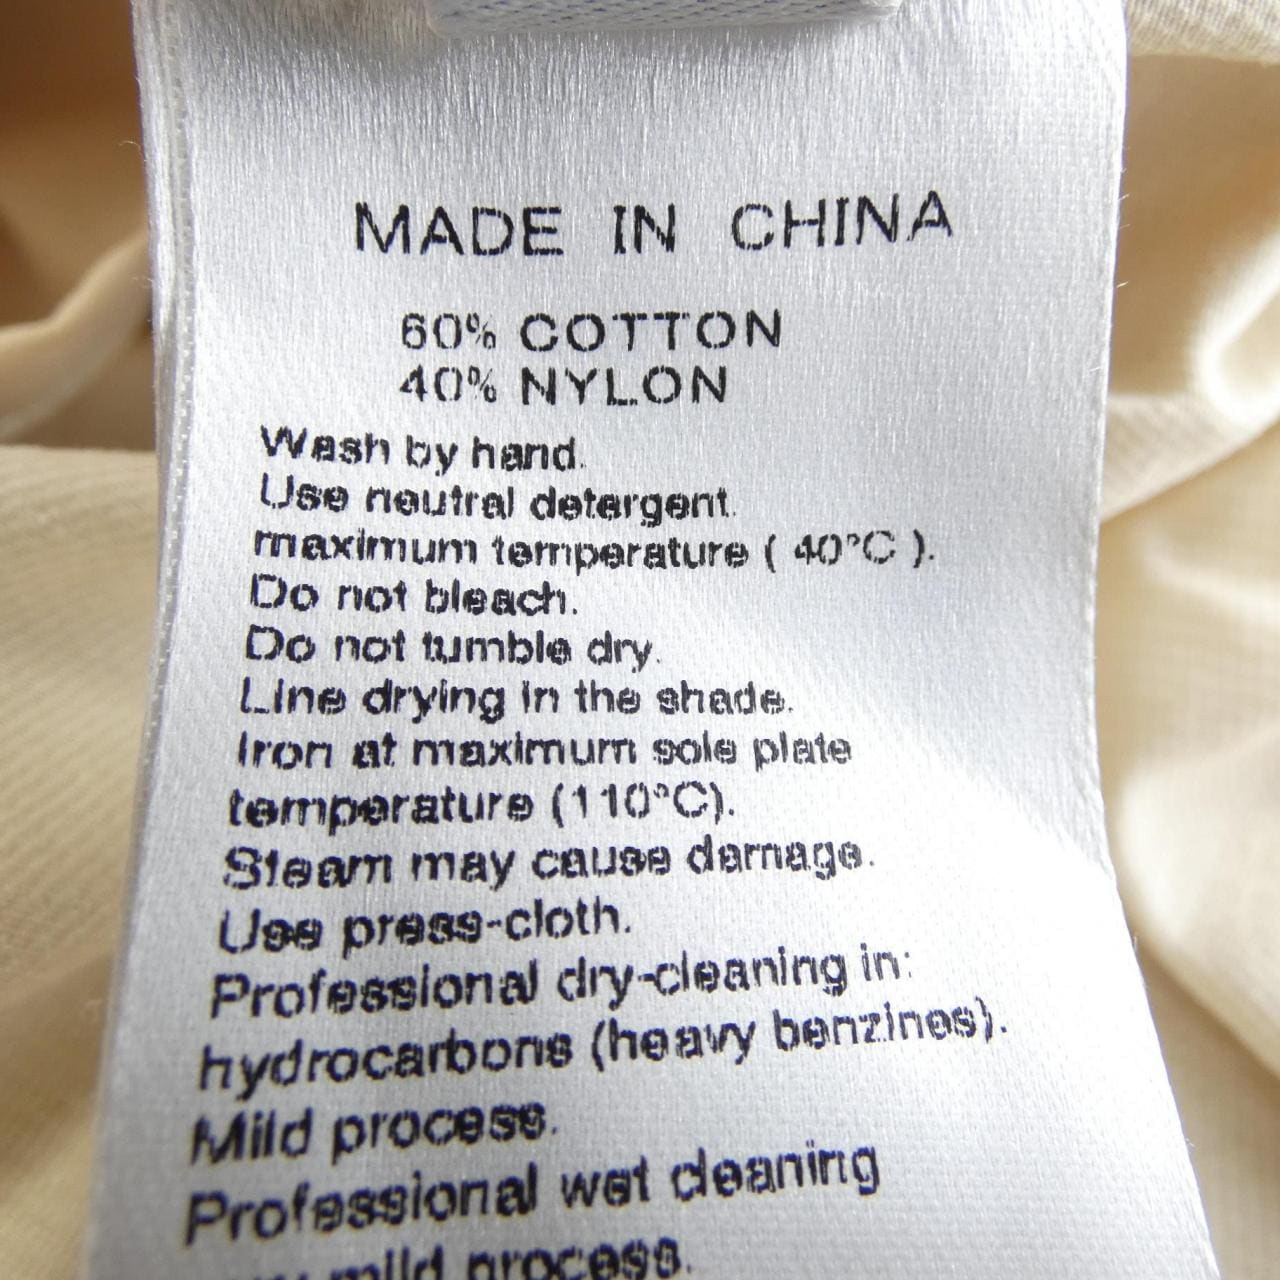 MADE IN CHINA
60% COTTON
40% NYLON
Wash by hand.
Use neutral detergent.
maximum temperature ( 40°C ).
Do not bleach.
Do not tumble dry.
Line drying in the shade.
Iron at maximum sole plate
temperature (110°C).
Steam may cause damage.
Use press-cloth.
Professional dry-cleaning in:
hydrocarbons (heavy benzines).
Mild process.
Professional wet cleaning
mild process.